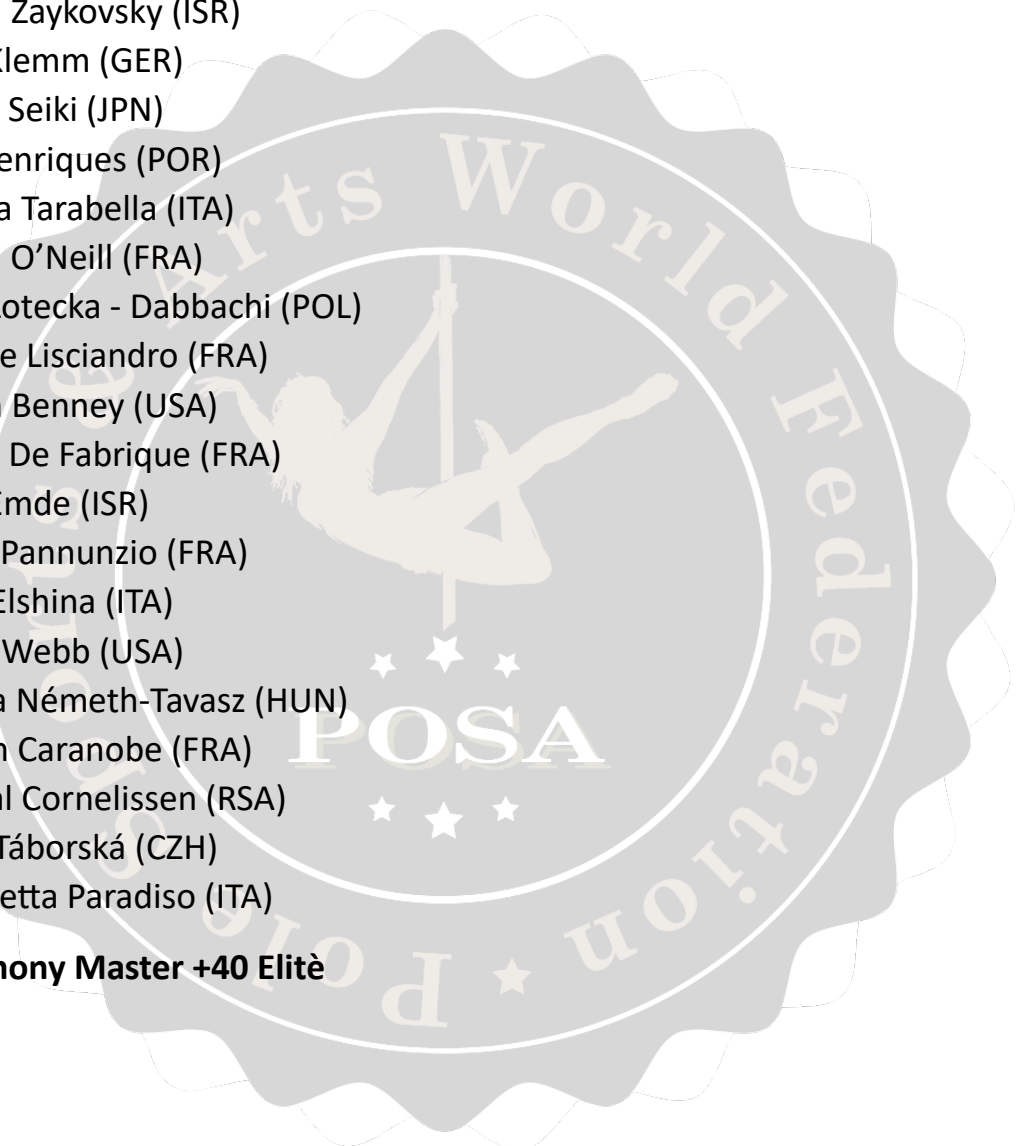 Zaykovsky (ISR)
Klemm (GER)
Seiki (JPN)
enriques (POR)
a Tarabella (ITA)
O’Neill (FRA)
otecka - Dabbachi (POL)
e Lisciandro (FRA)
Benney (USA)
De Fabrique (FRA)
Emde (ISR)
Pannunzio (FRA)
Elshina (ITA)
Webb (USA)
a Németh-Tavasz (HUN)
n Caranobe (FRA)
al Cornelissen (RSA)
Táborská (CZH)
etta Paradiso (ITA)
mony Master +40 Elitè
Pole Sports & Arts World Federation
POSA